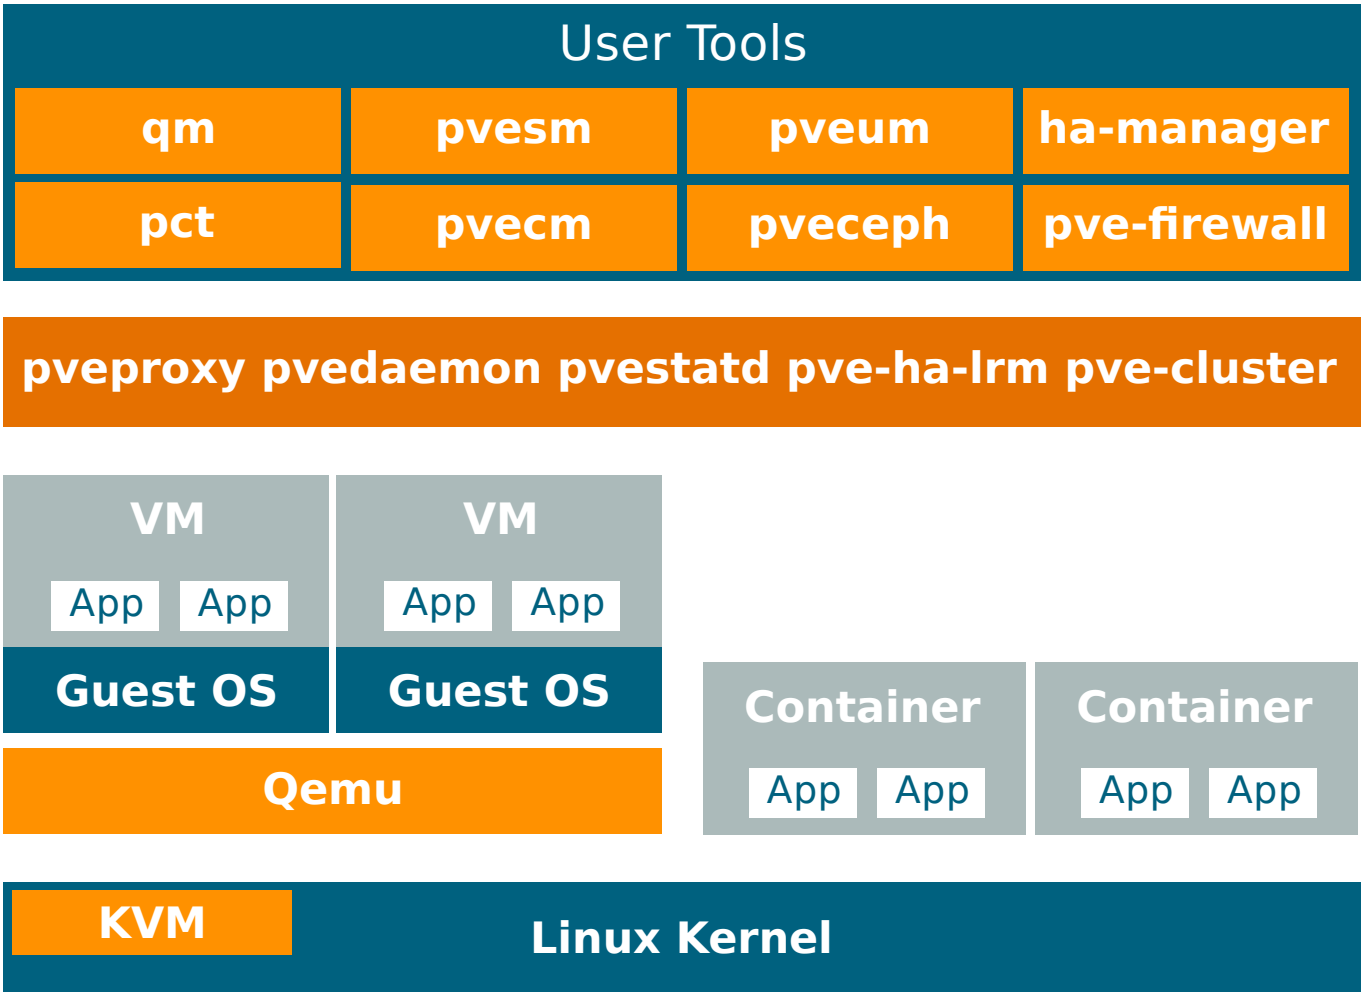 User Tools
qm pvesm pveum ha-manager
pct pvecm pveceph pve-firewall
pveproxy pvedaemon pvestatd pve-ha-lrm pve-cluster
VM VM
App App App App
Guest OS Guest OS
Qemu
Container Container
App App App App
KVM
Linux Kernel